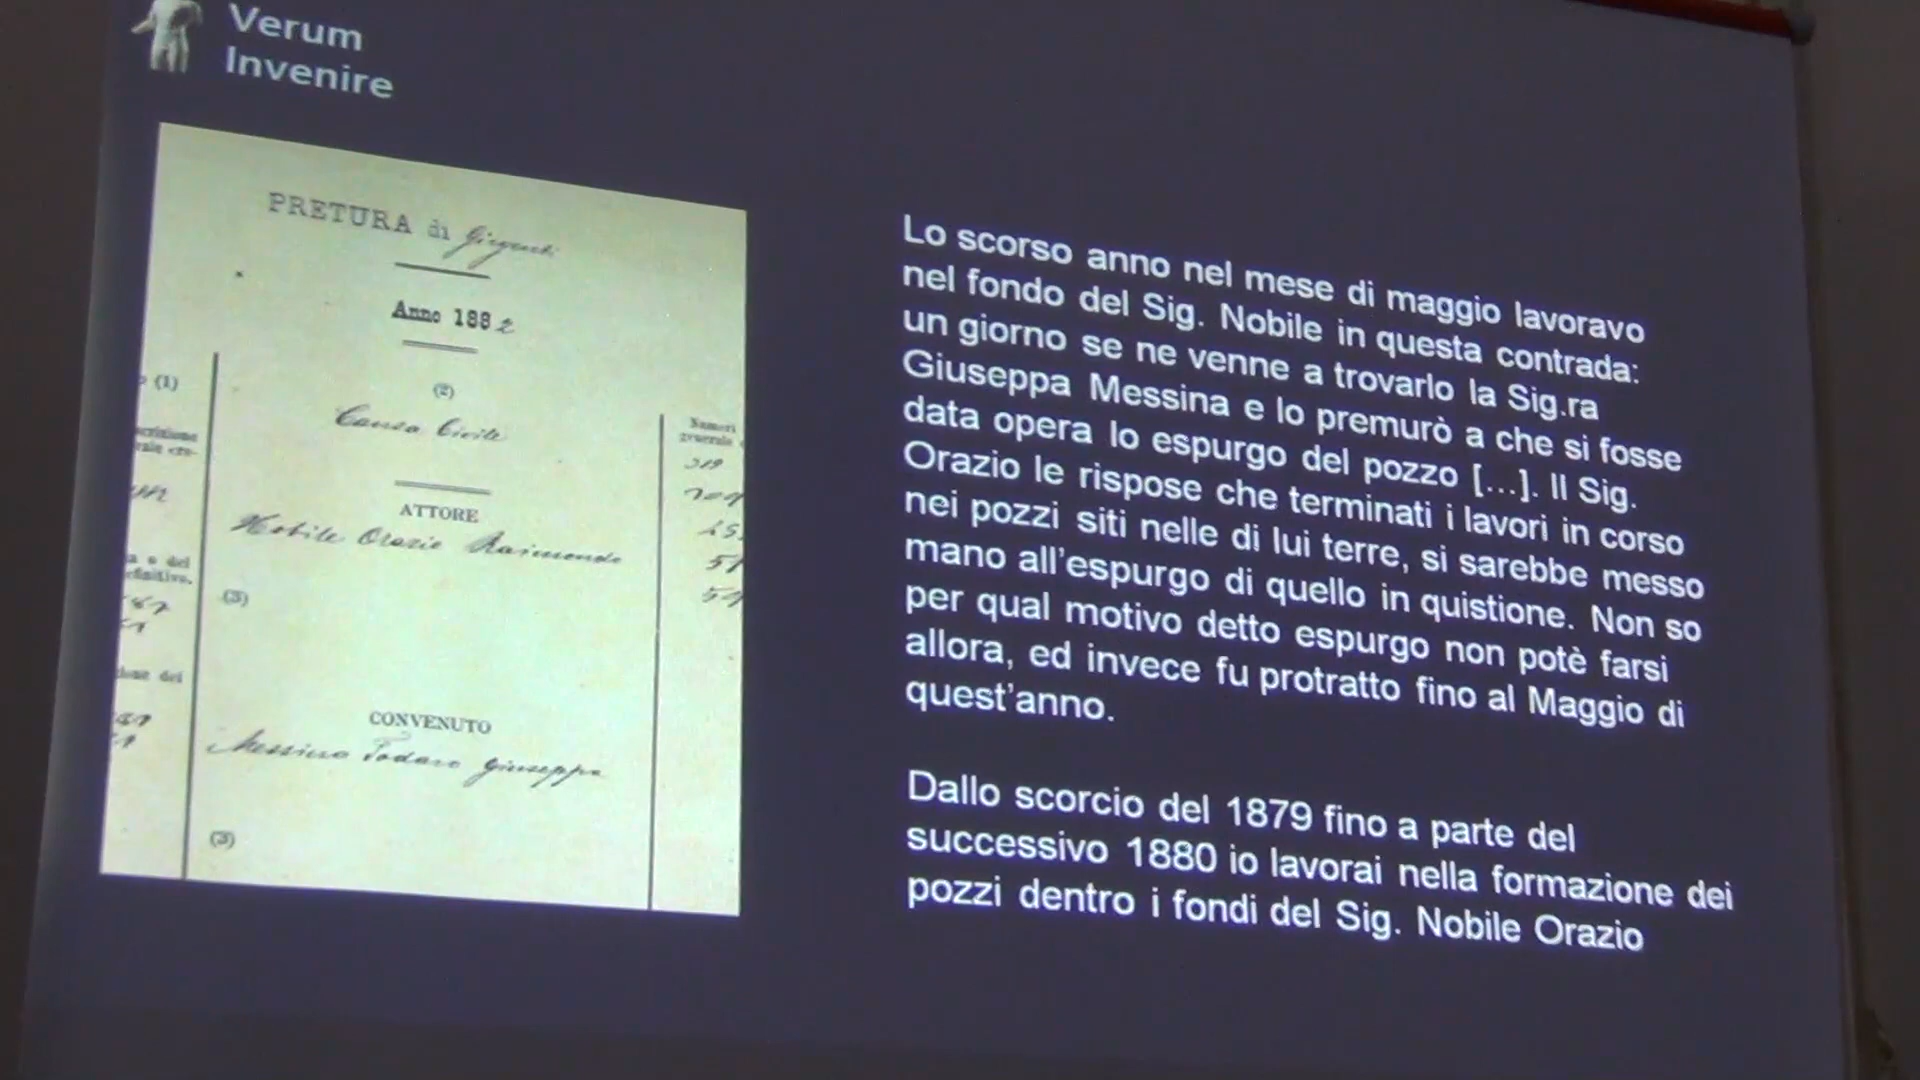 Verum
Invenire
PRETURA di Girgenti
Anno 1882
(2)
Causa Civile
ATTORE
Nobile Orazio Raimondo
(3)
CONVENUTO
Messina Todaro Giuseppa
(3)
(1)
Numeri
generale
319
Lo scorso anno nel mese di maggio lavoravo
nel fondo del Sig. Nobile in questa contrada:
un giorno se ne venne a trovarlo la Sig.ra
Giuseppa Messina e lo premurò a che si fosse
data opera lo espurgo del pozzo [...]. Il Sig.
Orazio le rispose che terminati i lavori in corso
nei pozzi siti nelle di lui terre, si sarebbe messo
mano all'espurgo di quello in quistione. Non so
per qual motivo detto espurgo non potè farsi
allora, ed invece fu protratto fino al Maggio di
quest'anno.
Dallo scorcio del 1879 fino a parte del
successivo 1880 io lavorai nella formazione dei
pozzi dentro i fondi del Sig. Nobile Orazio